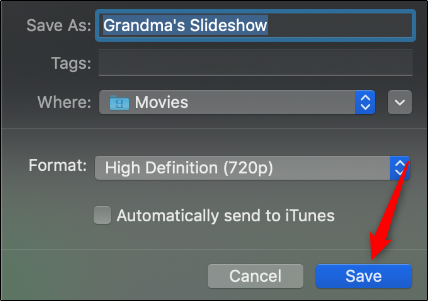 Save As: Grandma's Slideshow
Tags:
Where: Movies
Format: High Definition (720p)
Automatically send to iTunes
Cancel Save